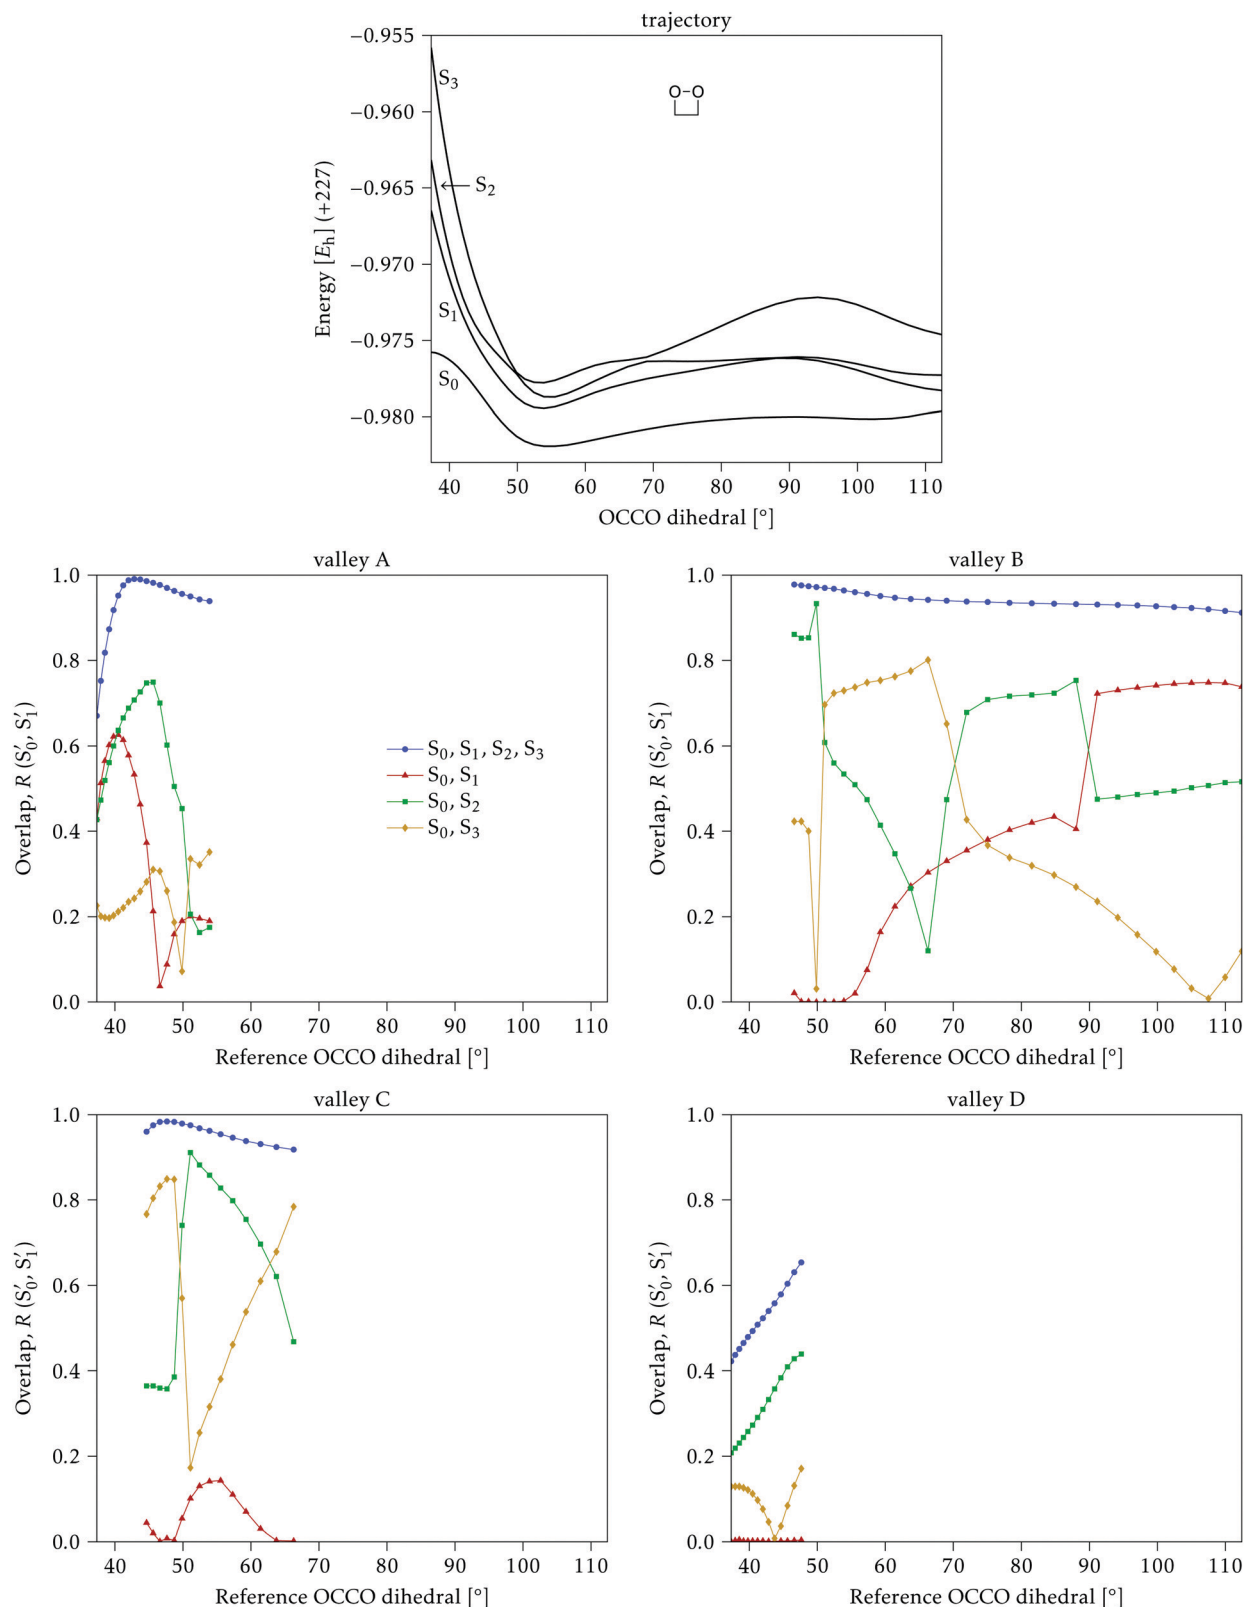 trajectory
−0.955
−0.960
−0.965
−0.970
−0.975
−0.980
Energy [E_h] (+227)
S₃
S₂
S₁
S₀
O–O
40 50 60 70 80 90 100 110
OCCO dihedral [°]
valley A
1.0
0.8
0.6
0.4
0.2
0.0
Overlap, R (S′₀, S′₁)
S₀, S₁, S₂, S₃
S₀, S₁
S₀, S₂
S₀, S₃
40 50 60 70 80 90 100 110
Reference OCCO dihedral [°]
valley B
1.0
0.8
0.6
0.4
0.2
0.0
Overlap, R (S′₀, S′₁)
40 50 60 70 80 90 100 110
Reference OCCO dihedral [°]
valley C
1.0
0.8
0.6
0.4
0.2
0.0
Overlap, R (S′₀, S′₁)
40 50 60 70 80 90 100 110
Reference OCCO dihedral [°]
valley D
1.0
0.8
0.6
0.4
0.2
0.0
Overlap, R (S′₀, S′₁)
40 50 60 70 80 90 100 110
Reference OCCO dihedral [°]